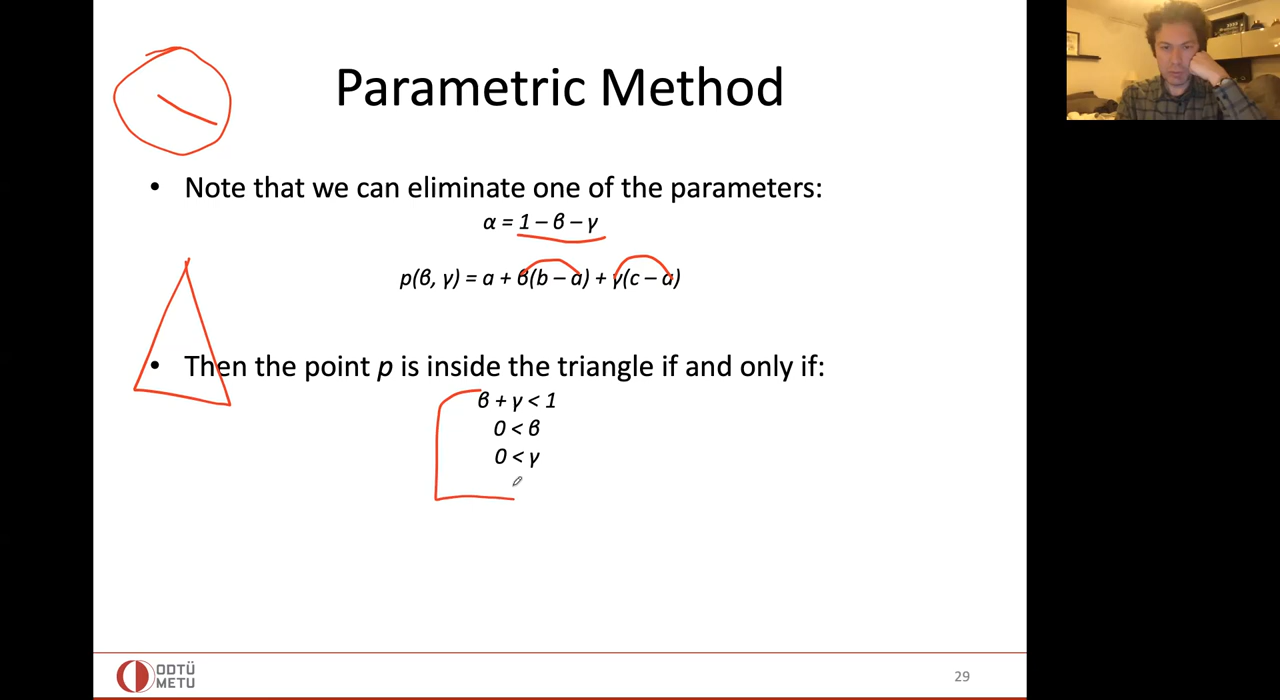 Parametric Method
• Note that we can eliminate one of the parameters:
α = 1 – β – γ
p(β, γ) = a + β(b – a) + γ(c – a)
• Then the point p is inside the triangle if and only if:
β + γ < 1
0 < β
0 < γ
ODTÜ
METU
29